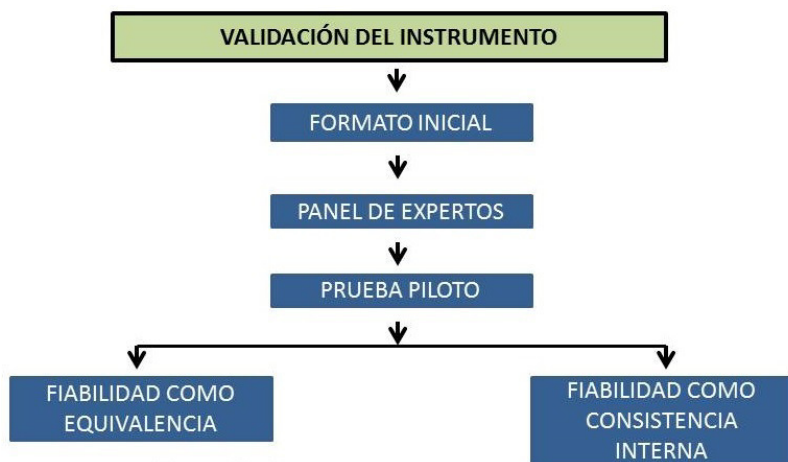 VALIDACIÓN DEL INSTRUMENTO
FORMATO INICIAL
PANEL DE EXPERTOS
PRUEBA PILOTO
FIABILIDAD COMO
EQUIVALENCIA
FIABILIDAD COMO
CONSISTENCIA
INTERNA